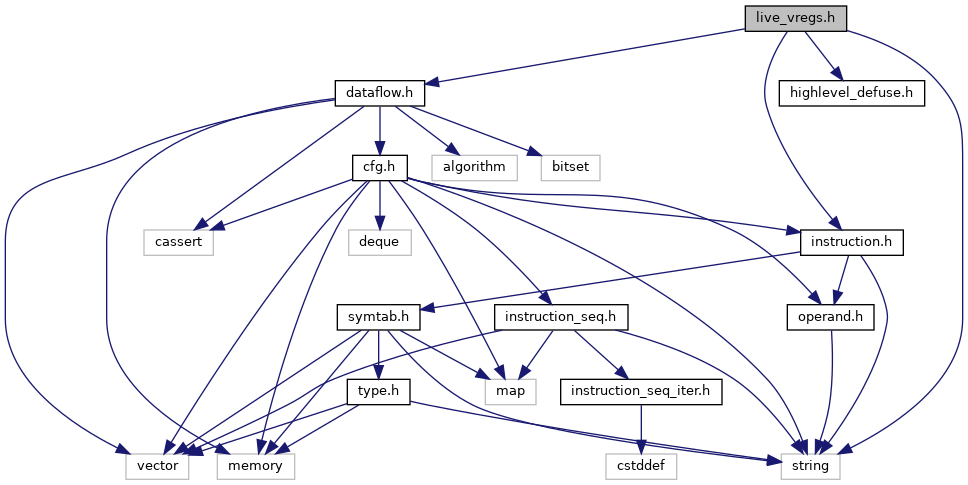 live_vregs.h
dataflow.h
highlevel_defuse.h
cfg.h
algorithm
bitset
cassert
deque
instruction.h
symtab.h
instruction_seq.h
operand.h
type.h
map
instruction_seq_iter.h
vector
memory
cstddef
string